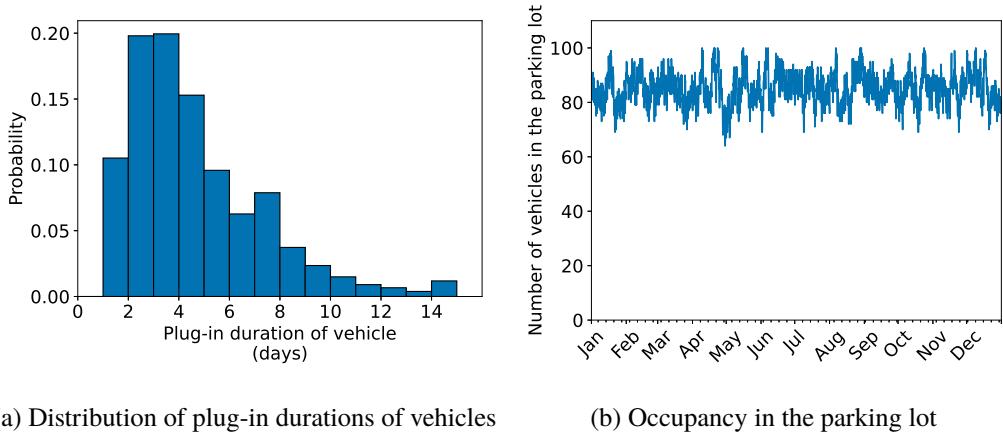 0.20
0.15
0.10
0.05
0.00
Probability
0 2 4 6 8 10 12 14
Plug-in duration of vehicle
(days)
a) Distribution of plug-in durations of vehicles
100
80
60
40
20
0
Number of vehicles in the parking lot
Jan Feb Mar Apr May Jun Jul Aug Sep Oct Nov Dec
(b) Occupancy in the parking lot